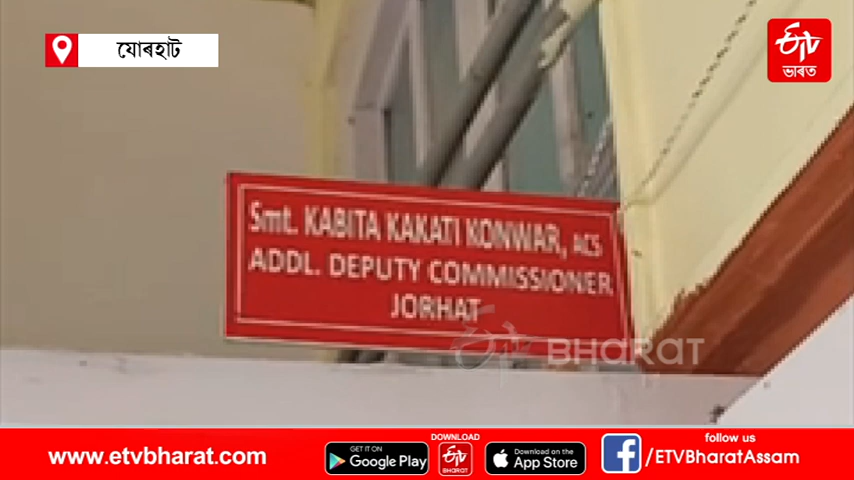 যোৰহাট
ETV
ভাৰত
Smt. KABITA KAKATI KONWAR, ACS
ADDL. DEPUTY COMMISSIONER
JORHAT
BHARAT
www.etvbharat.com
GET IT ON
Google Play
DOWNLOAD
BHARAT
Download on the
App Store
follow us
/ETVBharatAssam